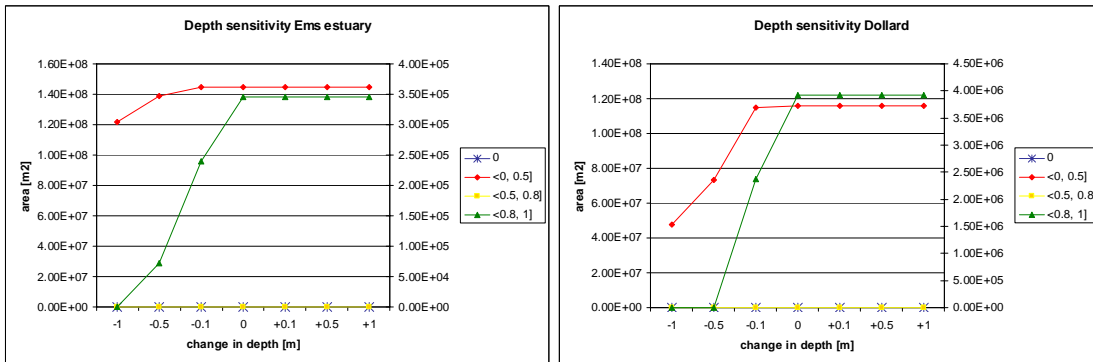 Depth sensitivity Ems estuary
1.60E+08
1.40E+08
1.20E+08
1.00E+08
8.00E+07
6.00E+07
4.00E+07
2.00E+07
0.00E+00
area [m2]
4.00E+05
3.50E+05
3.00E+05
2.50E+05
2.00E+05
1.50E+05
1.00E+05
5.00E+04
0.00E+00
-1 -0.5 -0.1 0 +0.1 +0.5 +1
change in depth [m]
0
<0, 0.5]
<0.5, 0.8]
<0.8, 1]
Depth sensitivity Dollard
1.40E+08
1.20E+08
1.00E+08
8.00E+07
6.00E+07
4.00E+07
2.00E+07
0.00E+00
area [m2]
4.50E+06
4.00E+06
3.50E+06
3.00E+06
2.50E+06
2.00E+06
1.50E+06
1.00E+06
5.00E+05
0.00E+00
-1 -0.5 -0.1 0 +0.1 +0.5 +1
change in depth [m]
0
<0, 0.5]
<0.5, 0.8
<0.8, 1]